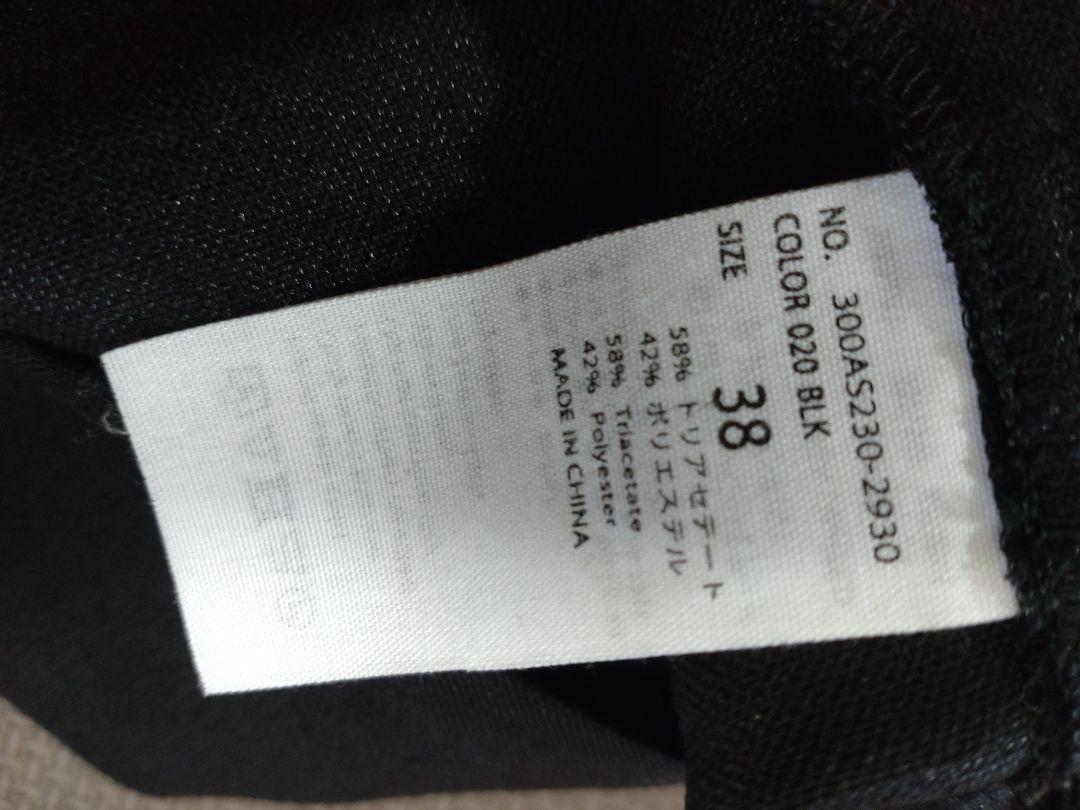 NO. 300AS230-2930
COLOR 020 BLK
SIZE 38
58% トリアセテート
42% ポリエステル
58% Triacetate
42% Polyester
MADE IN CHINA